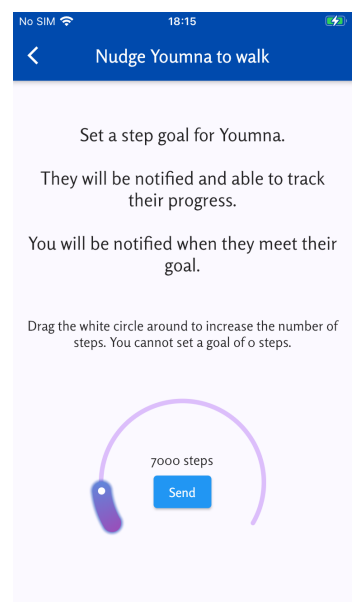 No SIM 18:15
Nudge Youmna to walk
Set a step goal for Youmna.
They will be notified and able to track
their progress.
You will be notified when they meet their
goal.
Drag the white circle around to increase the number of
steps. You cannot set a goal of 0 steps.
7000 steps
Send